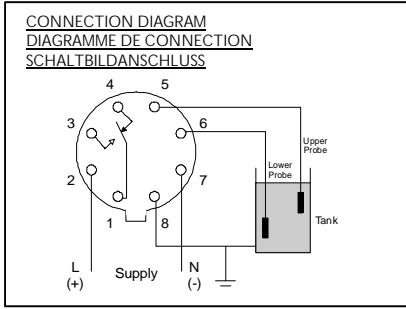 CONNECTION DIAGRAM
DIAGRAMME DE CONNECTION
SCHALTBILDANSCHLUSS
4 5
3 6
2 7
1 8
Upper
Probe
Lower
Probe
Tank
L Supply N
(+) (-)